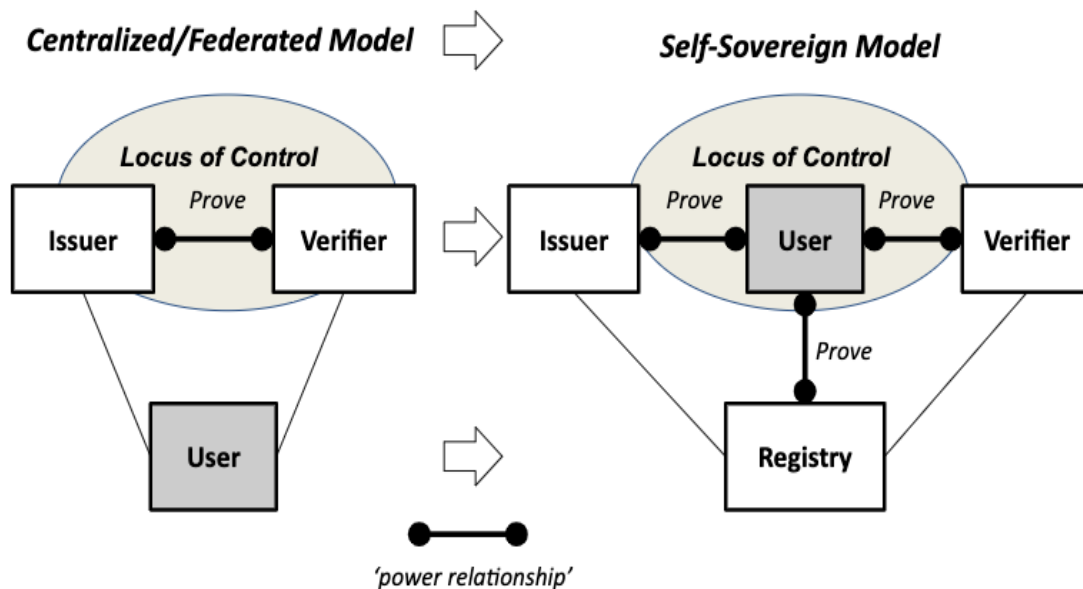 Centralized/Federated Model
Self-Sovereign Model
Locus of Control
Prove
Issuer
Verifier
User
Locus of Control
Prove
Prove
Issuer
User
Verifier
Prove
Registry
‘power relationship’